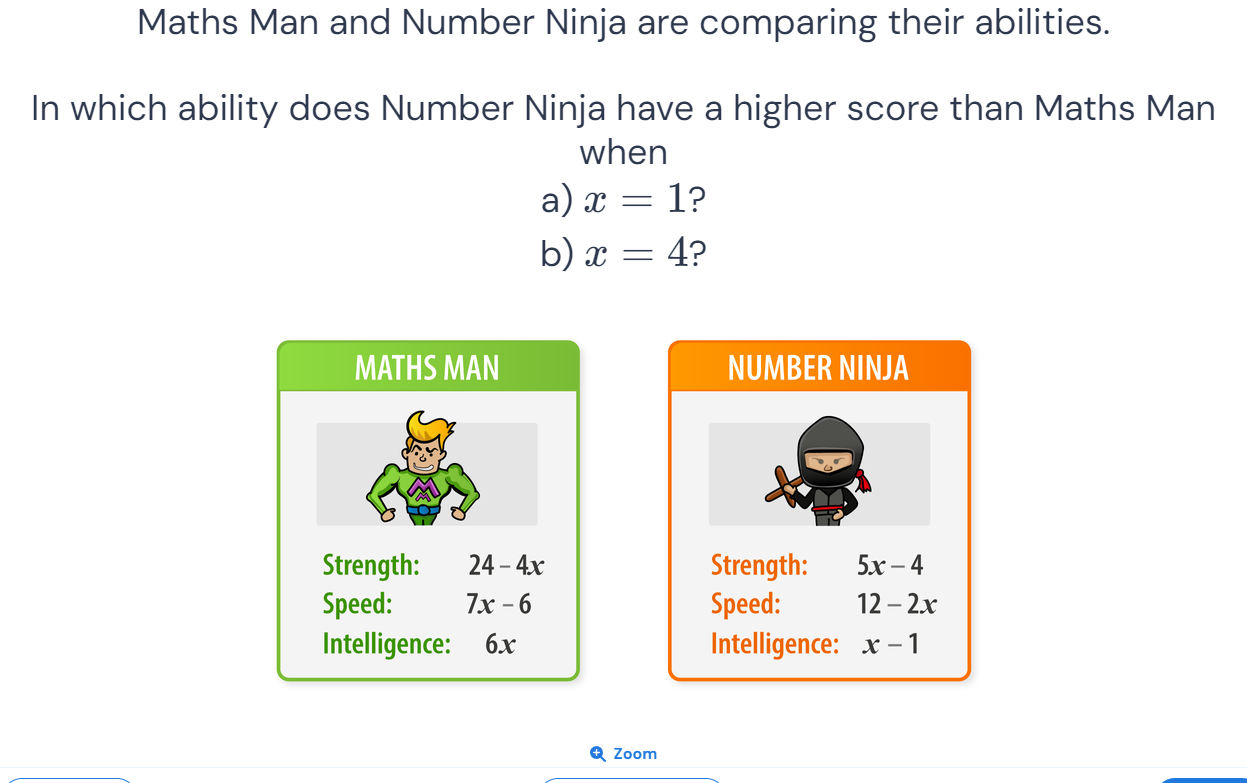 Maths Man and Number Ninja are comparing their abilities.
In which ability does Number Ninja have a higher score than Maths Man
when
a) x = 1?
b) x = 4?
MATHS MAN
M
M
Strength: 24 – 4x
Speed: 7x – 6
Intelligence: 6x
NUMBER NINJA
Strength: 5x – 4
Speed: 12 – 2x
Intelligence: x – 1
Zoom